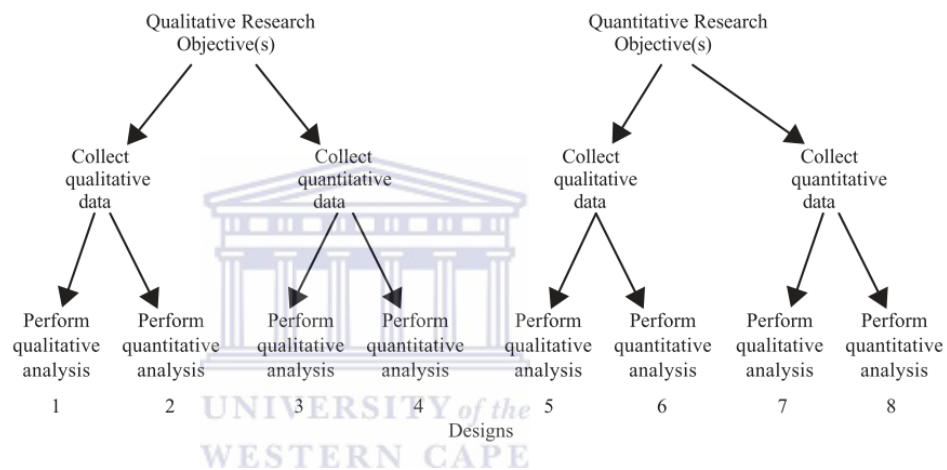 Qualitative Research
Objective(s)
Quantitative Research
Objective(s)
Collect
qualitative
data
Collect
quantitative
data
Collect
qualitative
data
Collect
quantitative
data
Perform
qualitative
analysis
Perform
quantitative
analysis
Perform
qualitative
analysis
Perform
quantitative
analysis
Perform
qualitative
analysis
Perform
quantitative
analysis
Perform
qualitative
analysis
Perform
quantitative
analysis
1 2 3 4 5 6 7 8
UNIVERSITY of the
Designs
WESTERN CAPE